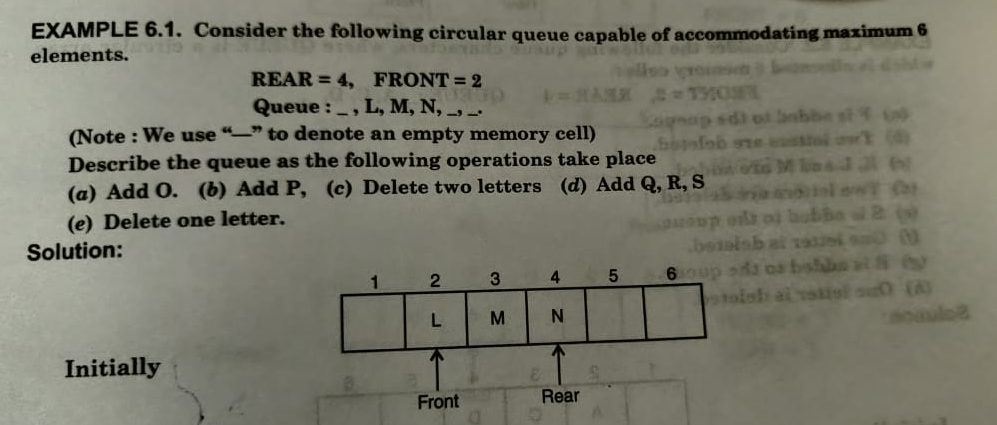 EXAMPLE 6.1. Consider the following circular queue capable of accommodating maximum 6
elements.
REAR = 4, FRONT = 2
Queue : _ , L, M, N, _, _.
(Note : We use “—” to denote an empty memory cell)
Describe the queue as the following operations take place
(a) Add O. (b) Add P, (c) Delete two letters (d) Add Q, R, S
(e) Delete one letter.
Solution:
1 2 3 4 5 6
L M N
Initially
Front Rear